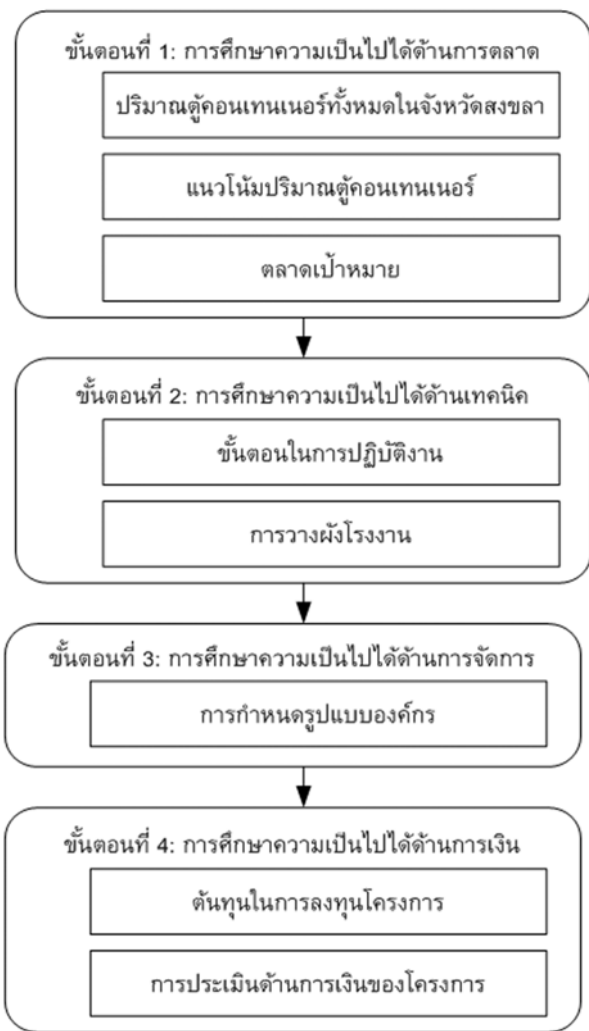 ขั้นตอนที่ 1: การศึกษาความเป็นไปได้ด้านการตลาด
ปริมาณตู้คอนเทนเนอร์ทั้งหมดในจังหวัดสงขลา
แนวโน้มปริมาณตู้คอนเทนเนอร์
ตลาดเป้าหมาย
ขั้นตอนที่ 2: การศึกษาความเป็นไปได้ด้านเทคนิค
ขั้นตอนในการปฏิบัติงาน
การวางผังโรงงาน
ขั้นตอนที่ 3: การศึกษาความเป็นไปได้ด้านการจัดการ
การกำหนดรูปแบบองค์กร
ขั้นตอนที่ 4: การศึกษาความเป็นไปได้ด้านการเงิน
ต้นทุนในการลงทุนโครงการ
การประเมินด้านการเงินของโครงการ